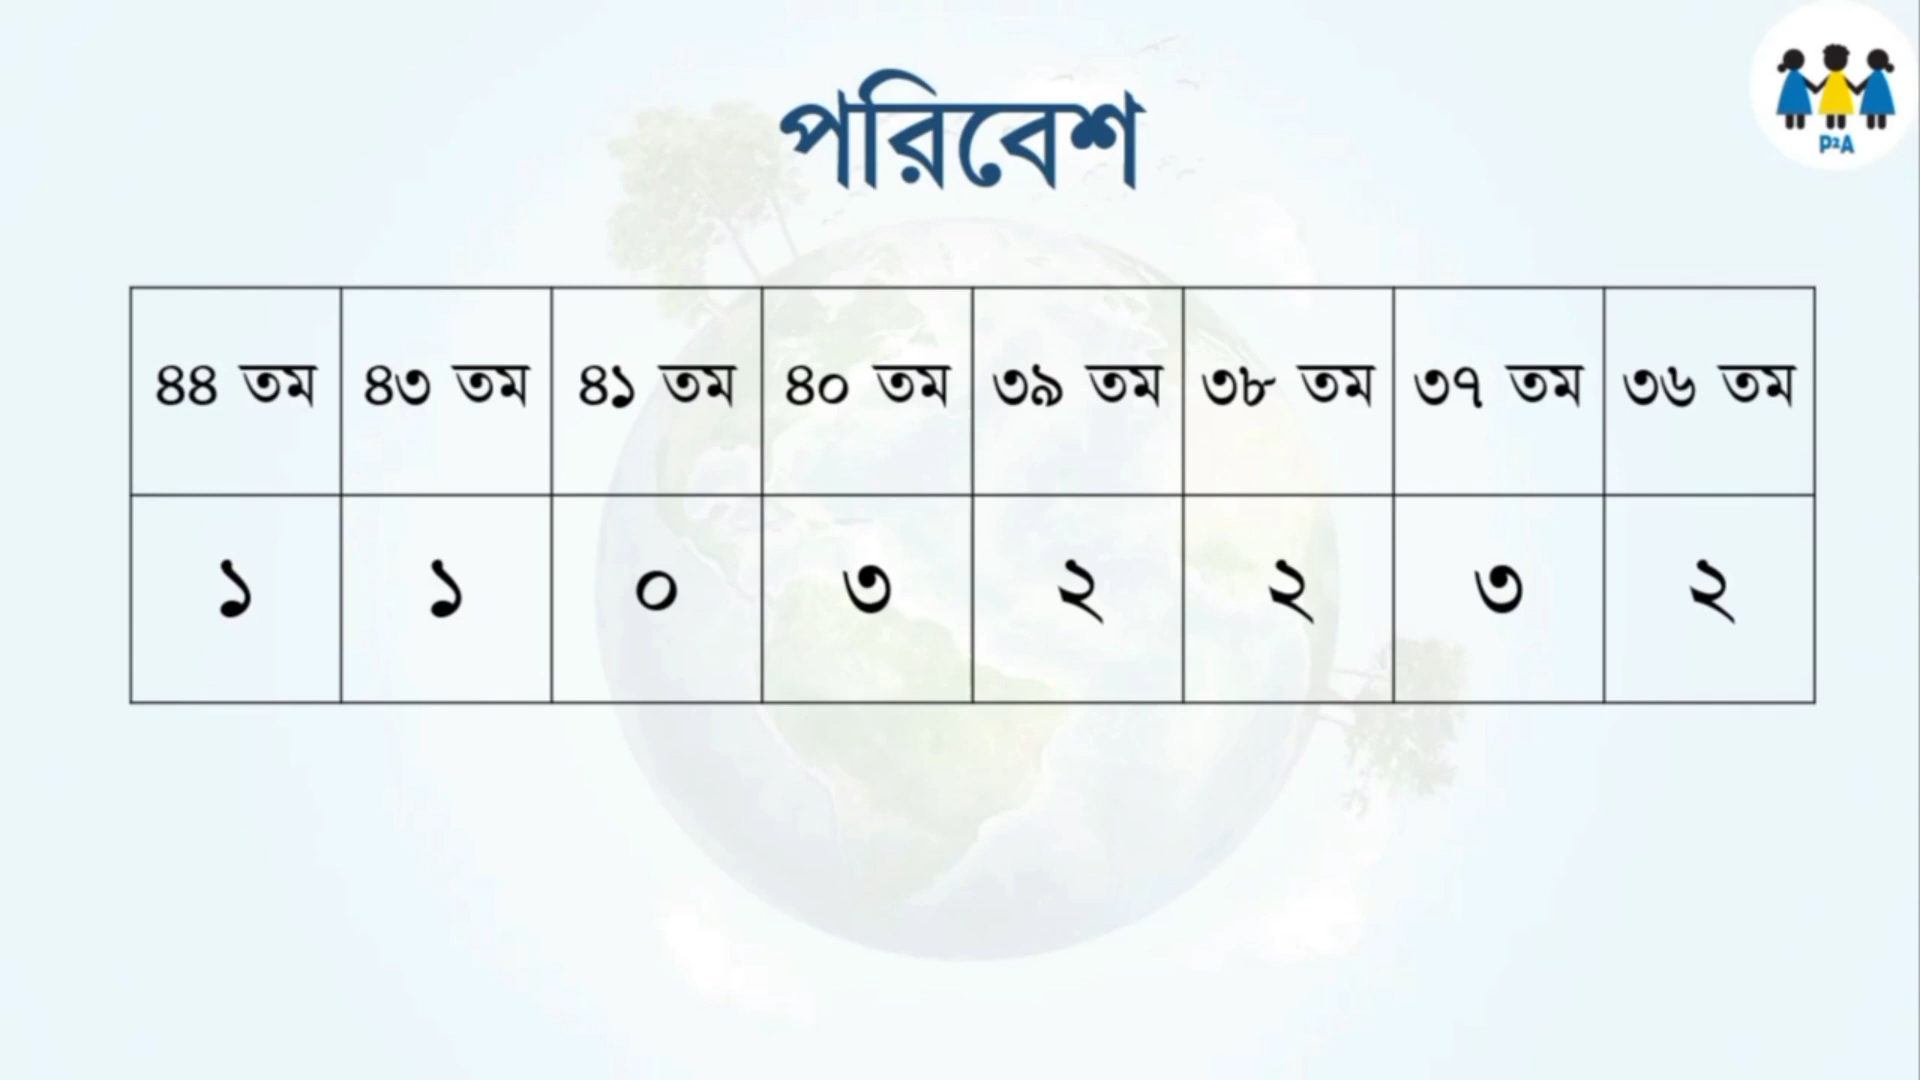 পরিবেশ
P²A
৪৪ তম ৪৩ তম ৪১ তম ৪০ তম ৩৯ তম ৩৮ তম ৩৭ তম ৩৬ তম
১ ১ ০ ৩ ২ ২ ৩ ২